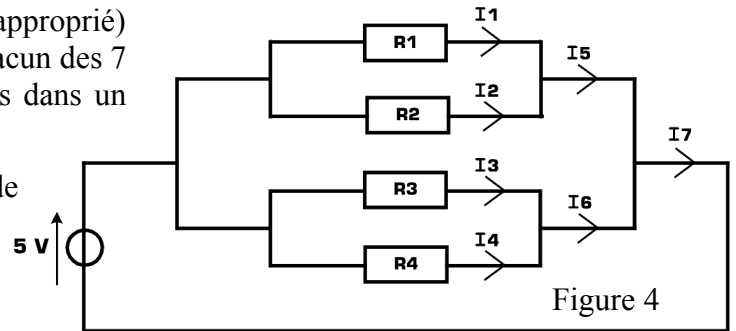 approprié)
acun des 7
s dans un
de
I1
R1
I5
I2
R2
I7
I3
R3
I6
I4
R4
5 V
Figure 4